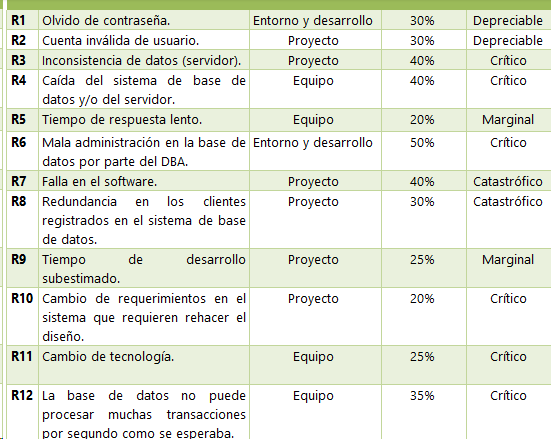 R1 Olvido de contraseña. Entorno y desarrollo 30% Depreciable
R2 Cuenta inválida de usuario. Proyecto 30% Depreciable
R3 Inconsistencia de datos (servidor). Proyecto 40% Crítico
R4 Caída del sistema de base de Equipo 40% Crítico
datos y/o del servidor.
R5 Tiempo de respuesta lento. Equipo 20% Marginal
R6 Mala administración en la base de Entorno y desarrollo 50% Crítico
datos por parte del DBA.
R7 Falla en el software. Proyecto 40% Catastrófico
R8 Redundancia en los clientes Proyecto 30% Catastrófico
registrados en el sistema de base
de datos.
R9 Tiempo de desarrollo Proyecto 25% Marginal
subestimado.
R10 Cambio de requerimientos en el Proyecto 20% Crítico
sistema que requieren rehacer el
diseño.
R11 Cambio de tecnología. Equipo 25% Crítico
R12 La base de datos no puede Equipo 35% Crítico
procesar muchas transacciones
por segundo como se esperaba.